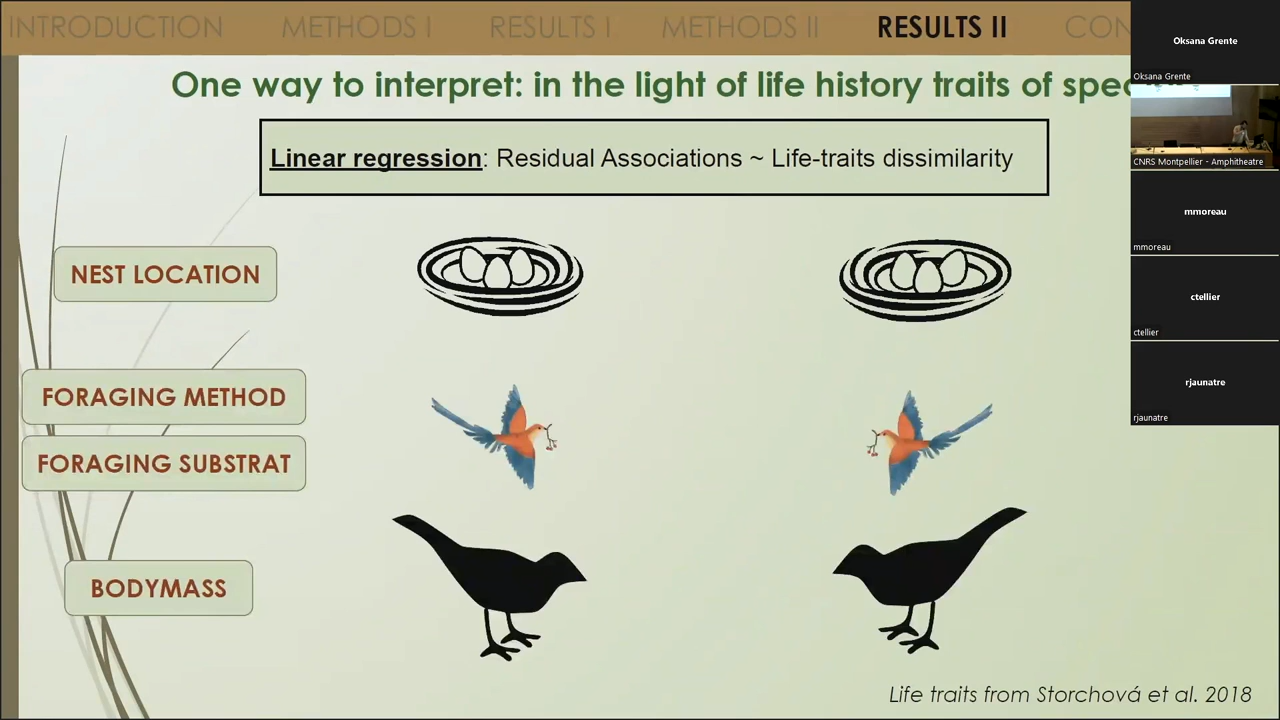 INTRODUCTION METHODS I RESULTS I METHODS II RESULTS II CON
One way to interpret: in the light of life history traits of spec
Linear regression: Residual Associations ~ Life-traits dissimilarity
NEST LOCATION
FORAGING METHOD
FORAGING SUBSTRAT
BODYMASS
Life traits from Storchová et al. 2018
Oksana Grente
Oksana Grente
CNRS Montpellier - Amphitheatre
mmoreau
mmoreau
ctellier
ctellier
rjaunatre
rjaunatre